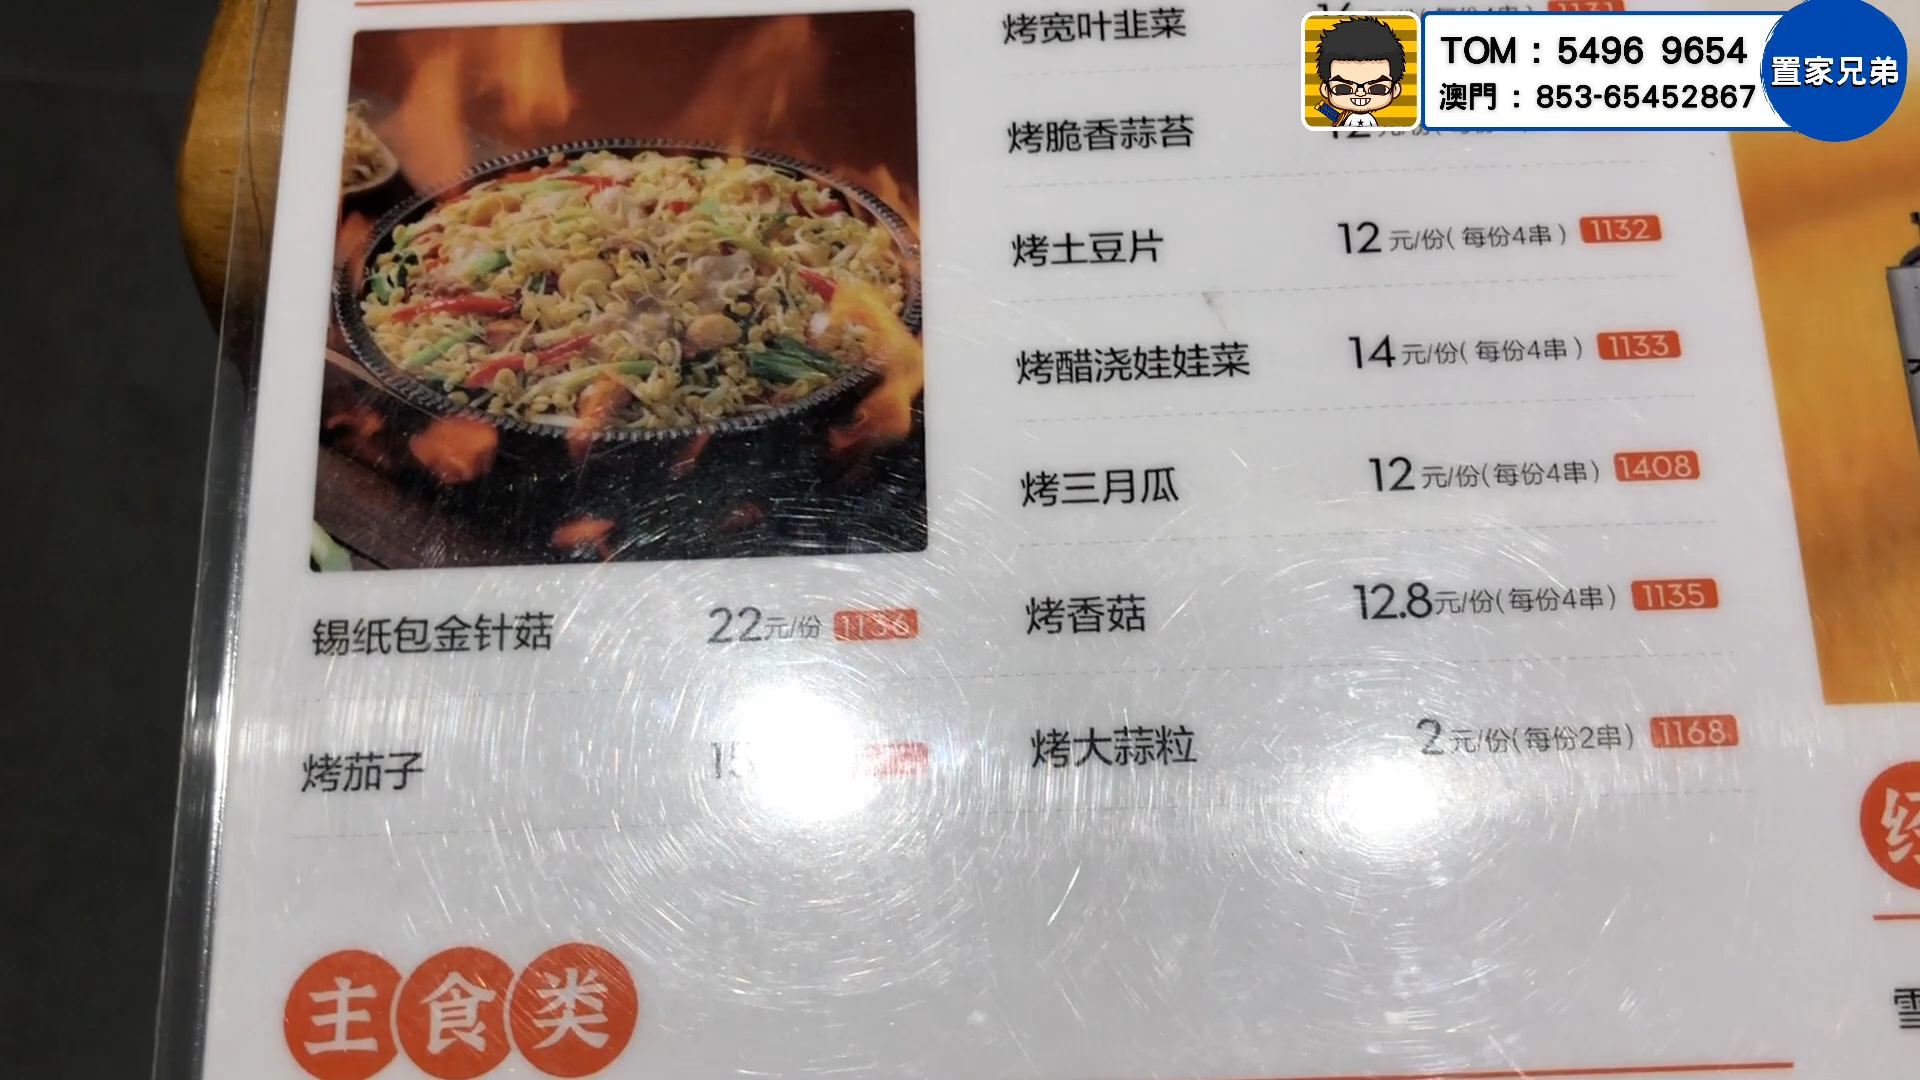 烤宽叶韭菜
TOM : 5496 9654
澳門 : 853-65452867
置家兄弟
烤脆香蒜苔
烤土豆片 12元/份(每份4串) 1132
烤醋浇娃娃菜 14元/份(每份4串) 1133
烤三月瓜 12元/份(每份4串) 1408
锡纸包金针菇 22元/份 1136
烤香菇 12.8元/份(每份4串) 1135
烤茄子
烤大蒜粒 2元/份(每份2串) 1168
主食类